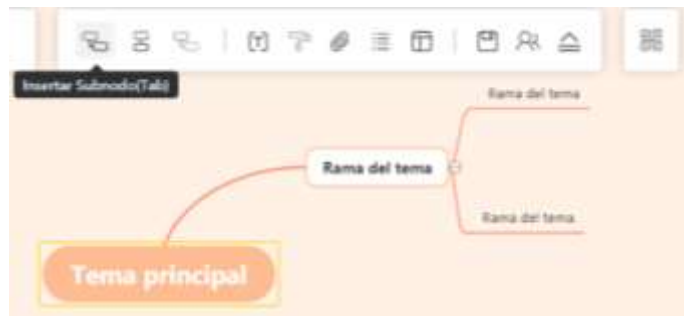 Insertar Subnodo(Tab)
Rama del tema
Rama del tema
Rama del tema
Tema principal